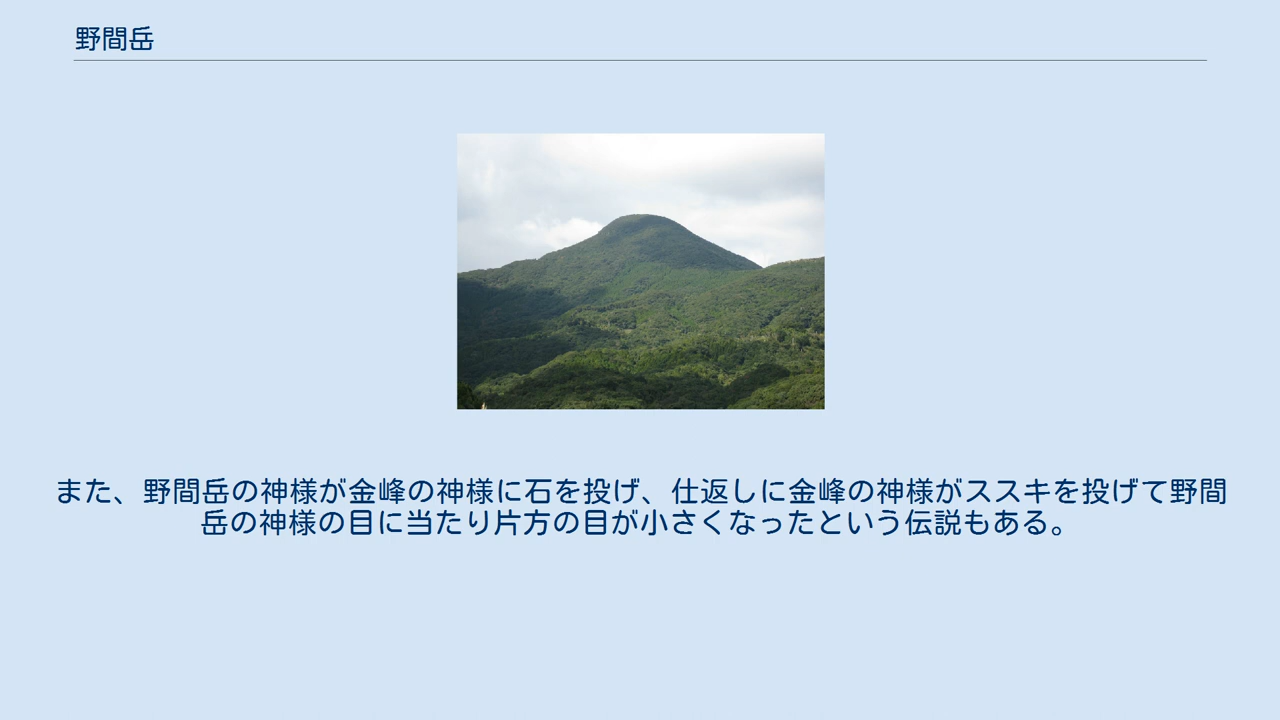 野間岳
また、野間岳の神様が金峰の神様に石を投げ、仕返しに金峰の神様がススキを投げて野間
岳の神様の目に当たり片方の目が小さくなったという伝説もある。